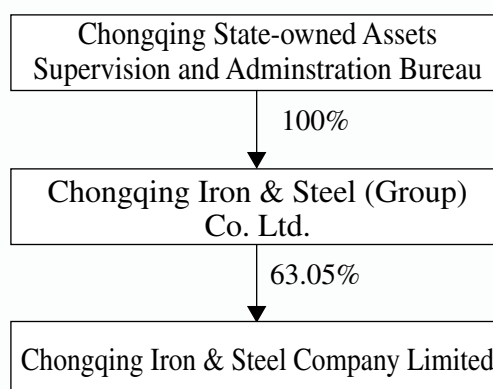 Chongqing State-owned Assets
Supervision and Adminstration Bureau
100%
Chongqing Iron & Steel (Group)
Co. Ltd.
63.05%
Chongqing Iron & Steel Company Limited